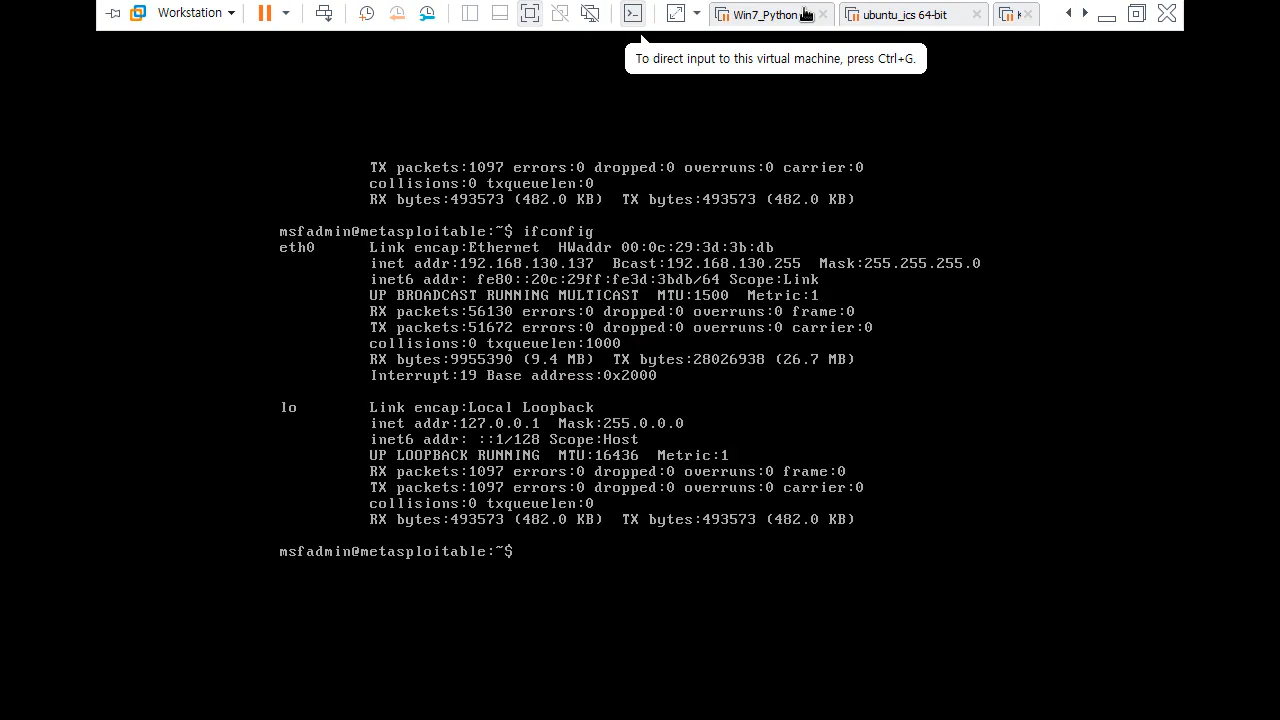 Workstation
Win7_Python
ubuntu_ics 64-bit
To direct input to this virtual machine, press Ctrl+G.
TX packets:1097 errors:0 dropped:0 overruns:0 carrier:0
collisions:0 txqueuelen:0
RX bytes:493573 (482.0 KB)  TX bytes:493573 (482.0 KB)
msfadmin@metasploitable:~$ ifconfig
eth0      Link encap:Ethernet  HWaddr 00:0c:29:3d:3b:db
inet addr:192.168.130.137  Bcast:192.168.130.255  Mask:255.255.255.0
inet6 addr: fe80::20c:29ff:fe3d:3bdb/64 Scope:Link
UP BROADCAST RUNNING MULTICAST  MTU:1500  Metric:1
RX packets:56130 errors:0 dropped:0 overruns:0 frame:0
TX packets:51672 errors:0 dropped:0 overruns:0 carrier:0
collisions:0 txqueuelen:1000
RX bytes:9955390 (9.4 MB)  TX bytes:28026938 (26.7 MB)
Interrupt:19 Base address:0x2000
lo        Link encap:Local Loopback
inet addr:127.0.0.1  Mask:255.0.0.0
inet6 addr: ::1/128 Scope:Host
UP LOOPBACK RUNNING  MTU:16436  Metric:1
RX packets:1097 errors:0 dropped:0 overruns:0 frame:0
TX packets:1097 errors:0 dropped:0 overruns:0 carrier:0
collisions:0 txqueuelen:0
RX bytes:493573 (482.0 KB)  TX bytes:493573 (482.0 KB)
msfadmin@metasploitable:~$